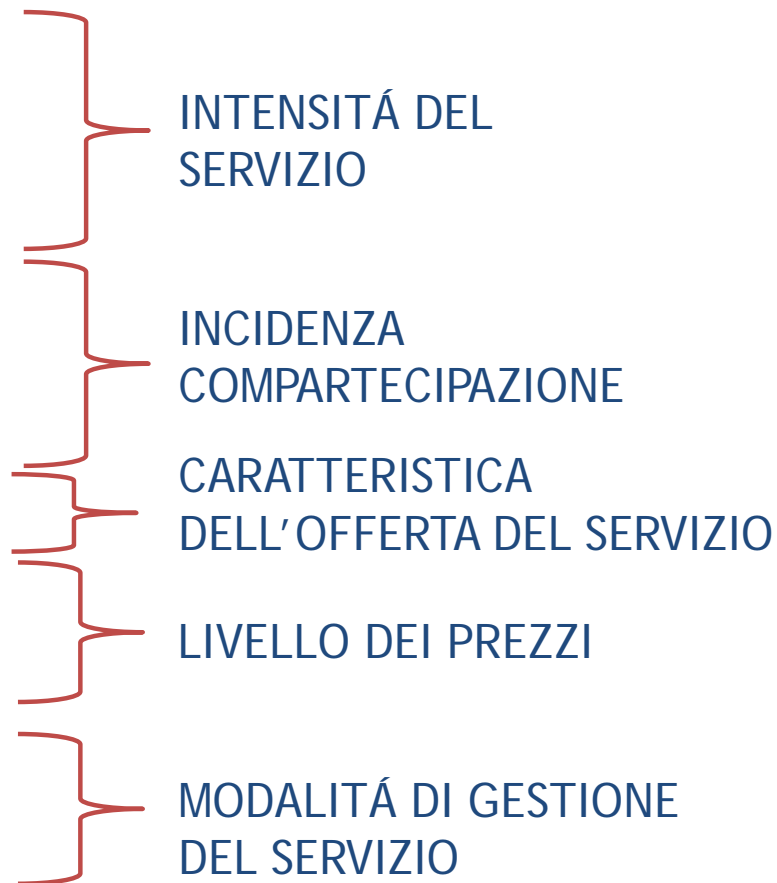 INTENSITÁ DEL
SERVIZIO
INCIDENZA
COMPARTECIPAZIONE
CARATTERISTICA
DELL'OFFERTA DEL SERVIZIO
LIVELLO DEI PREZZI
MODALITÁ DI GESTIONE
DEL SERVIZIO